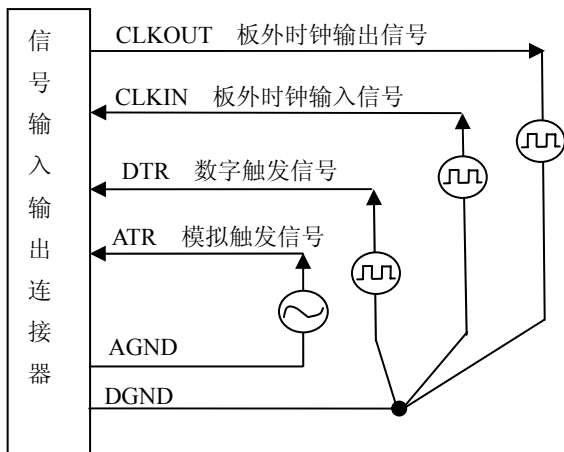 信号输入输出连接器
CLKOUT 板外时钟输出信号
CLKIN 板外时钟输入信号
DTR 数字触发信号
ATR 模拟触发信号
AGND
DGND